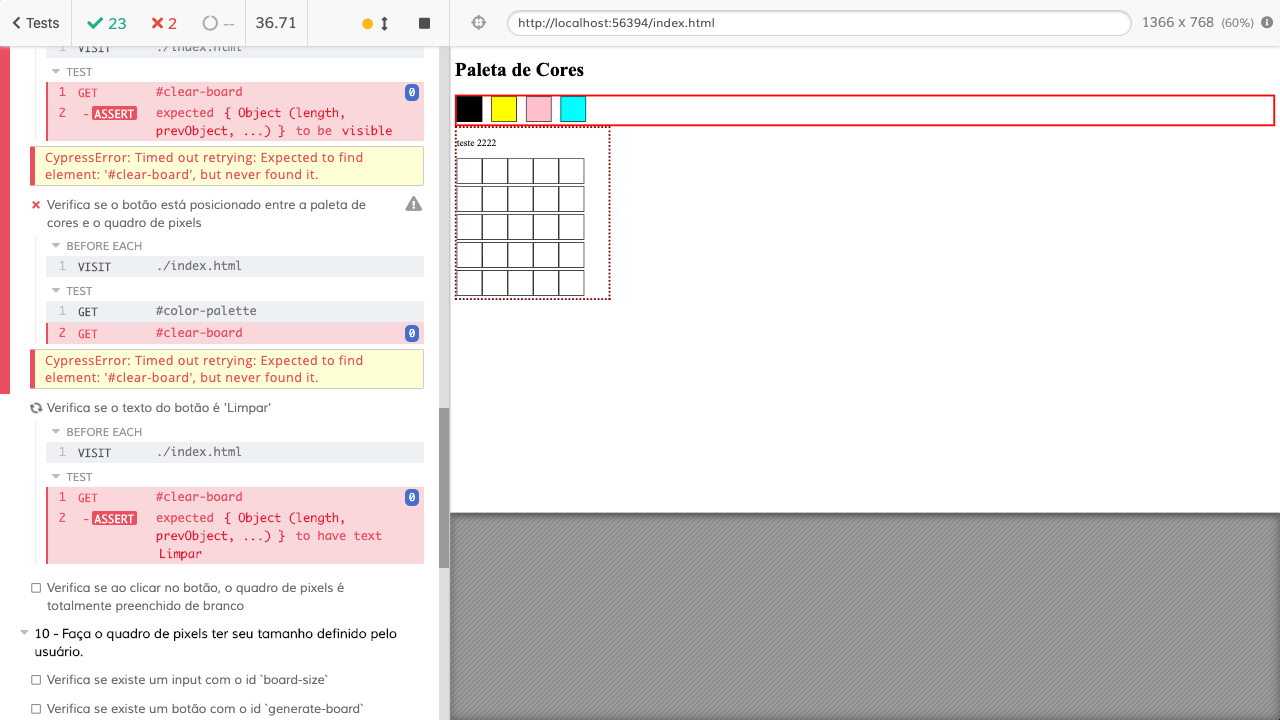 Tests 23 2 -- 36.71 http://localhost:56394/index.html 1366 x 768 (60%)
1 VISIT ./index.html
TEST
1 GET #clear-board 0
2 - ASSERT expected { Object (length,
prevObject, ...) } to be visible
CypressError: Timed out retrying: Expected to find
element: '#clear-board', but never found it.
Verifica se o botão está posicionado entre a paleta de
cores e o quadro de pixels
BEFORE EACH
1 VISIT ./index.html
TEST
1 GET #color-palette
2 GET #clear-board 0
CypressError: Timed out retrying: Expected to find
element: '#clear-board', but never found it.
Verifica se o texto do botão é 'Limpar'
BEFORE EACH
1 VISIT ./index.html
TEST
1 GET #clear-board 0
2 - ASSERT expected { Object (length,
prevObject, ...) } to have text
Limpar
Verifica se ao clicar no botão, o quadro de pixels é
totalmente preenchido de branco
10 - Faça o quadro de pixels ter seu tamanho definido pelo
usuário.
Verifica se existe um input com o id `board-size`
Verifica se existe um botão com o id `generate-board`
Paleta de Cores
teste 2222